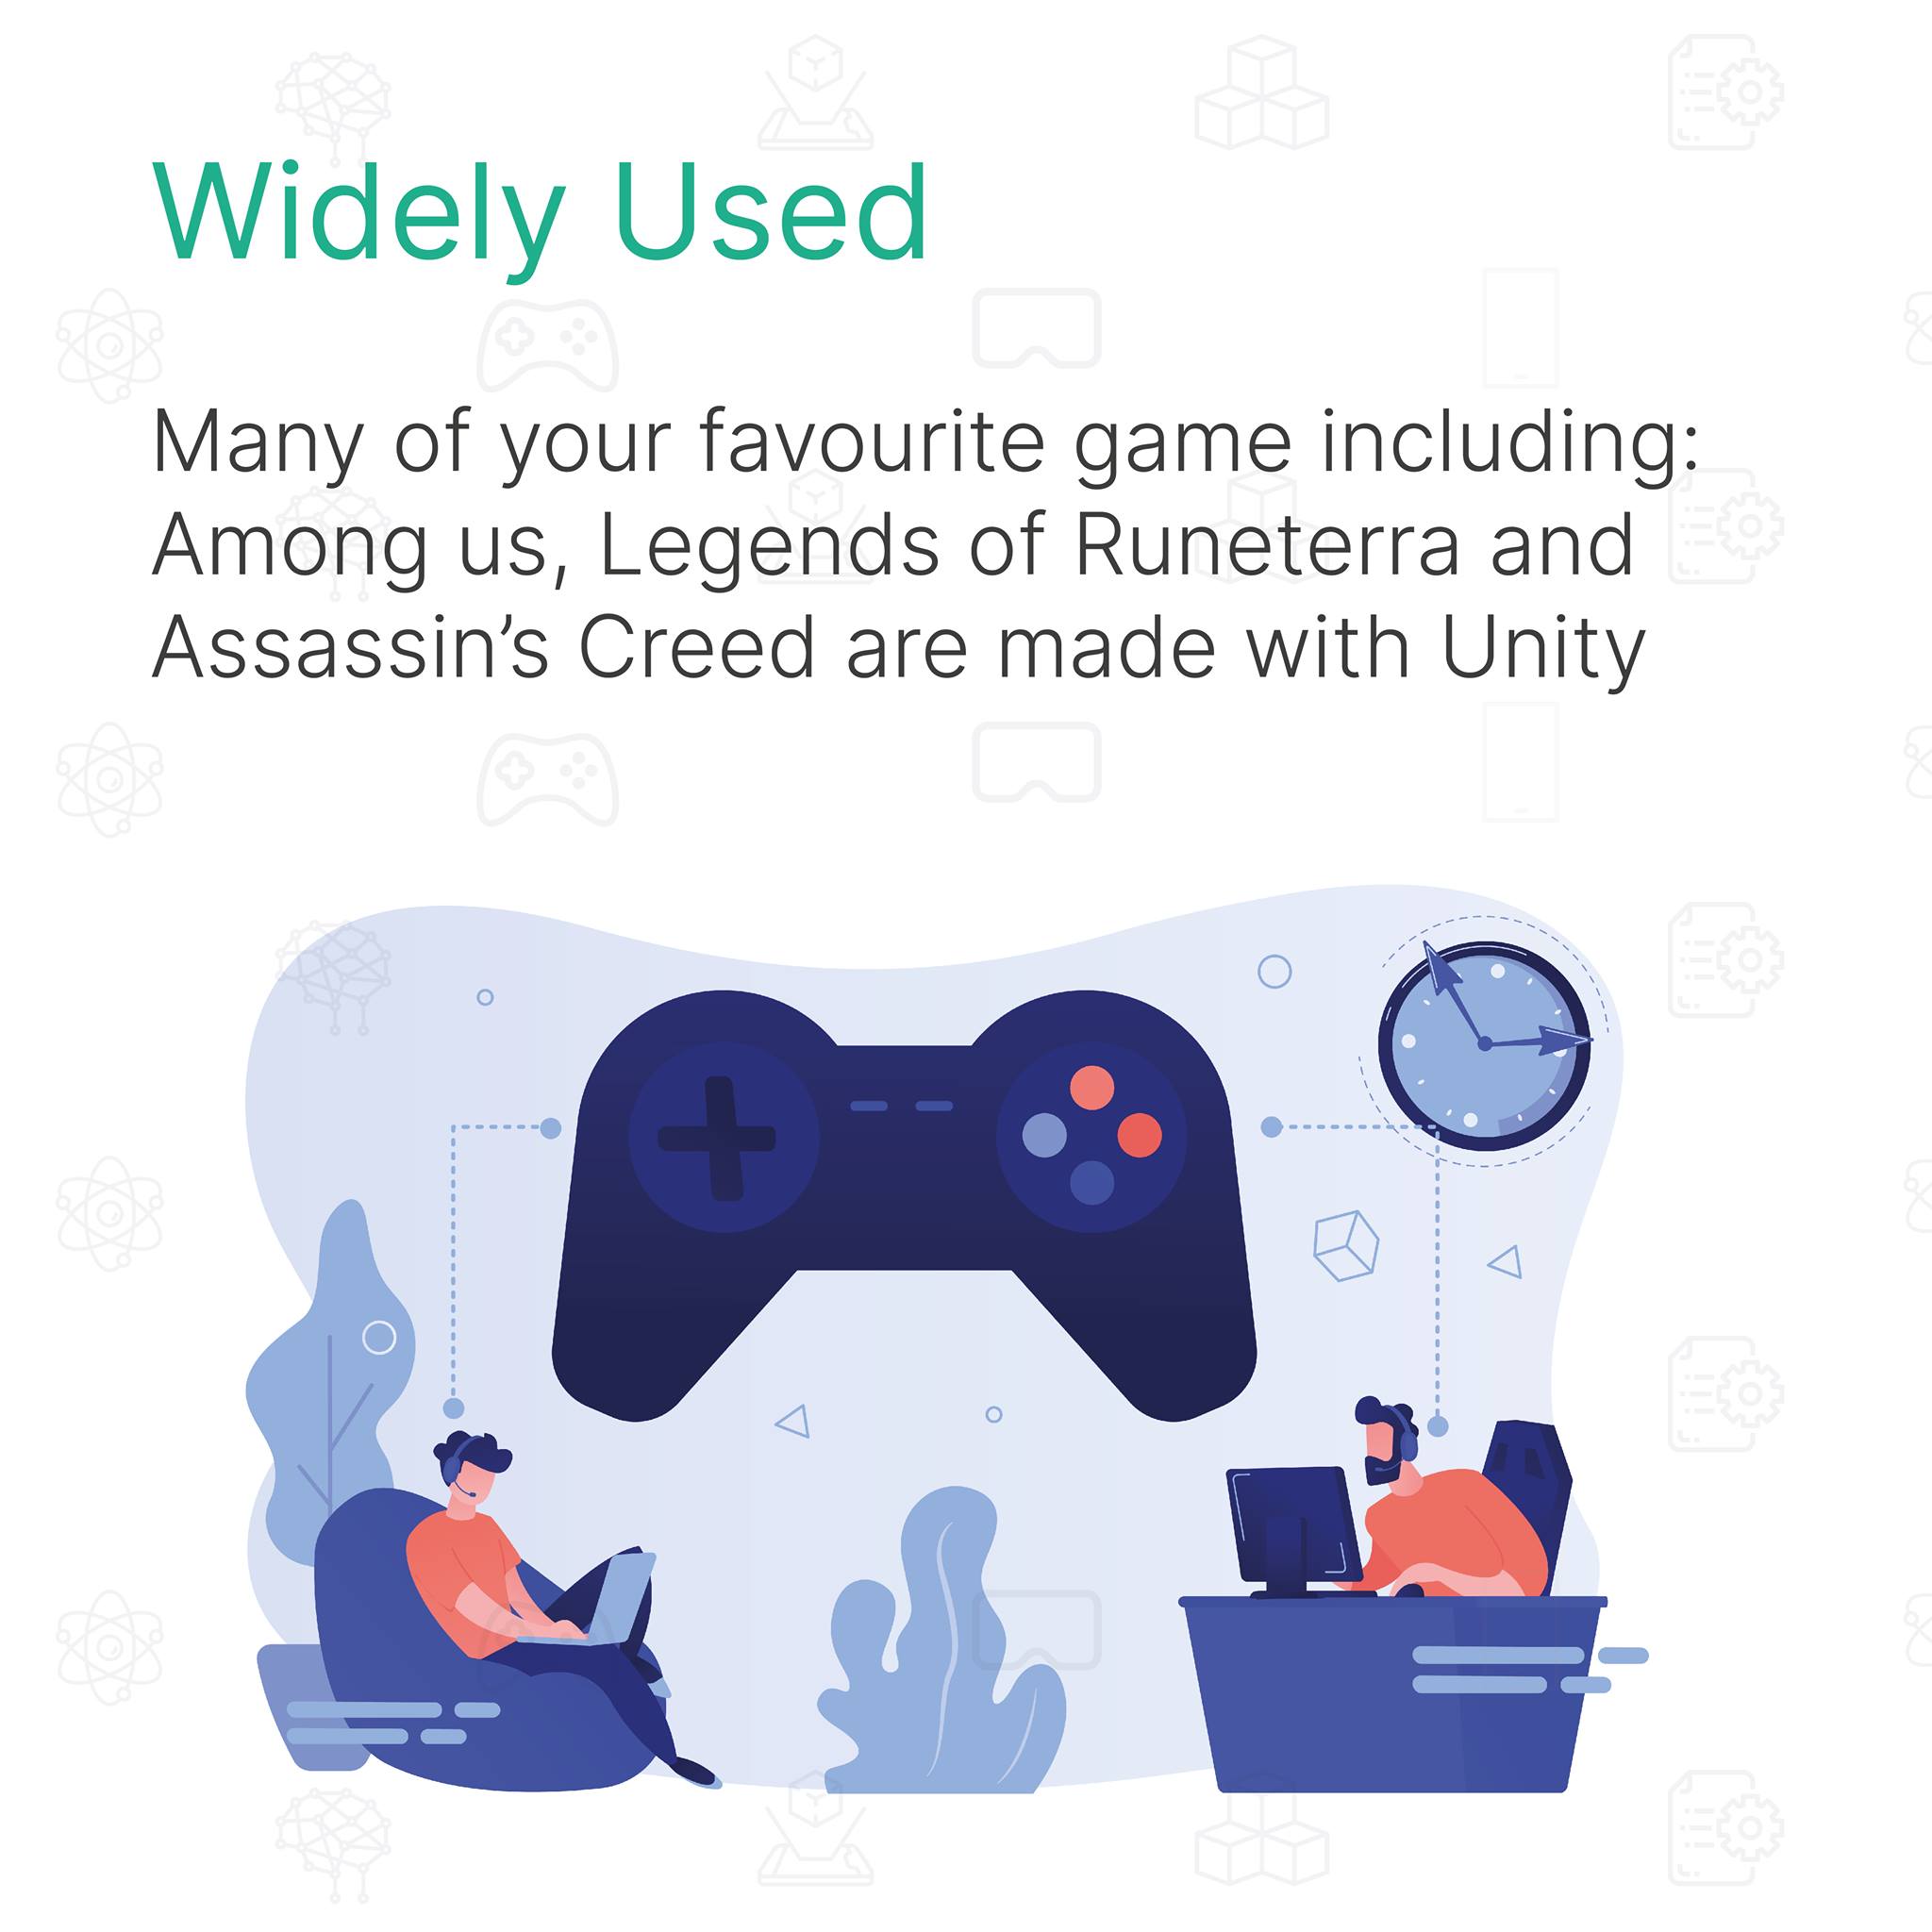 Widely Used
Many of your favourite game including:
Among us, Legends of Runeterra and
Assassin’s Creed are made with Unity